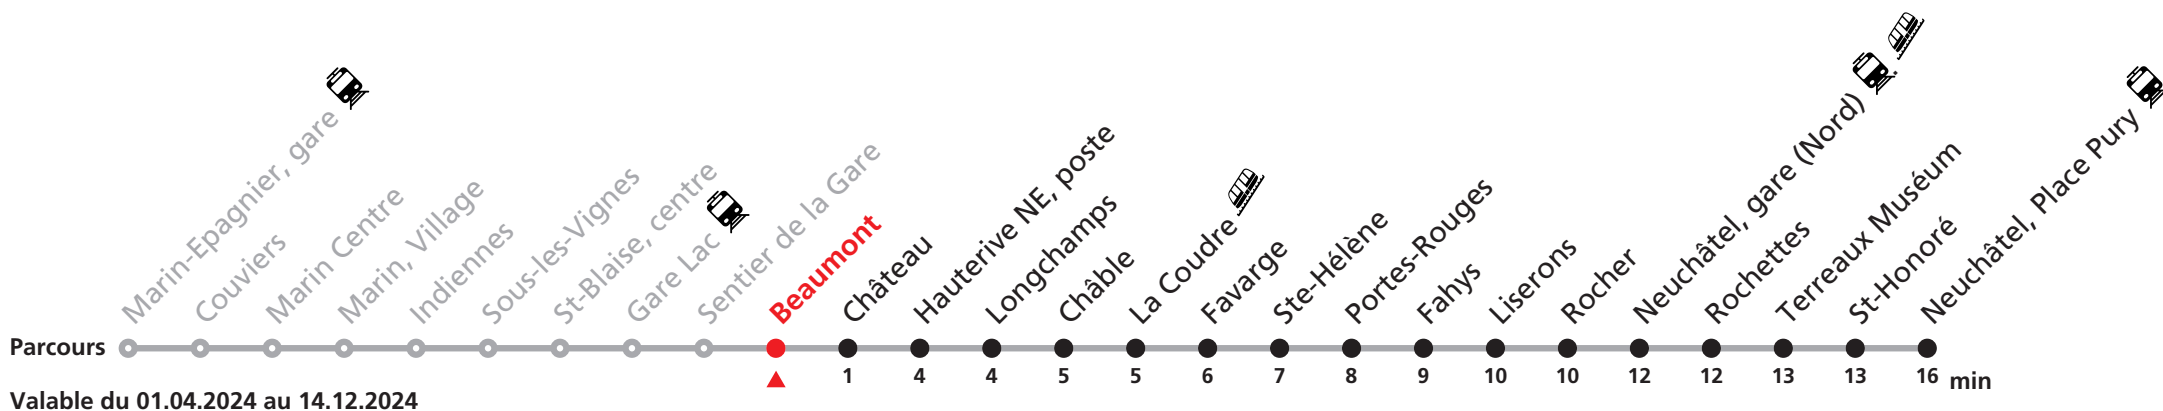 Marin-Epagnier, gare
Couviers
Marin Centre
Marin, Village
Indiennes
Sous-les-Vignes
St-Blaise, centre
Gare Lac
Sentier de la Gare
Beaumont
Château
Hauterive NE, poste
Longchamps
Châble
La Coudre
Favarge
Ste-Hélène
Portes-Rouges
Fahys
Liserons
Rocher
Neuchâtel, gare (Nord)
Rochettes
Terreaux Muséum
St-Honoré
Neuchâtel, Place Pury
Parcours
1 4 4 5 5 6 7 8 9 10 10 12 12 13 13 16 min
Valable du 01.04.2024 au 14.12.2024